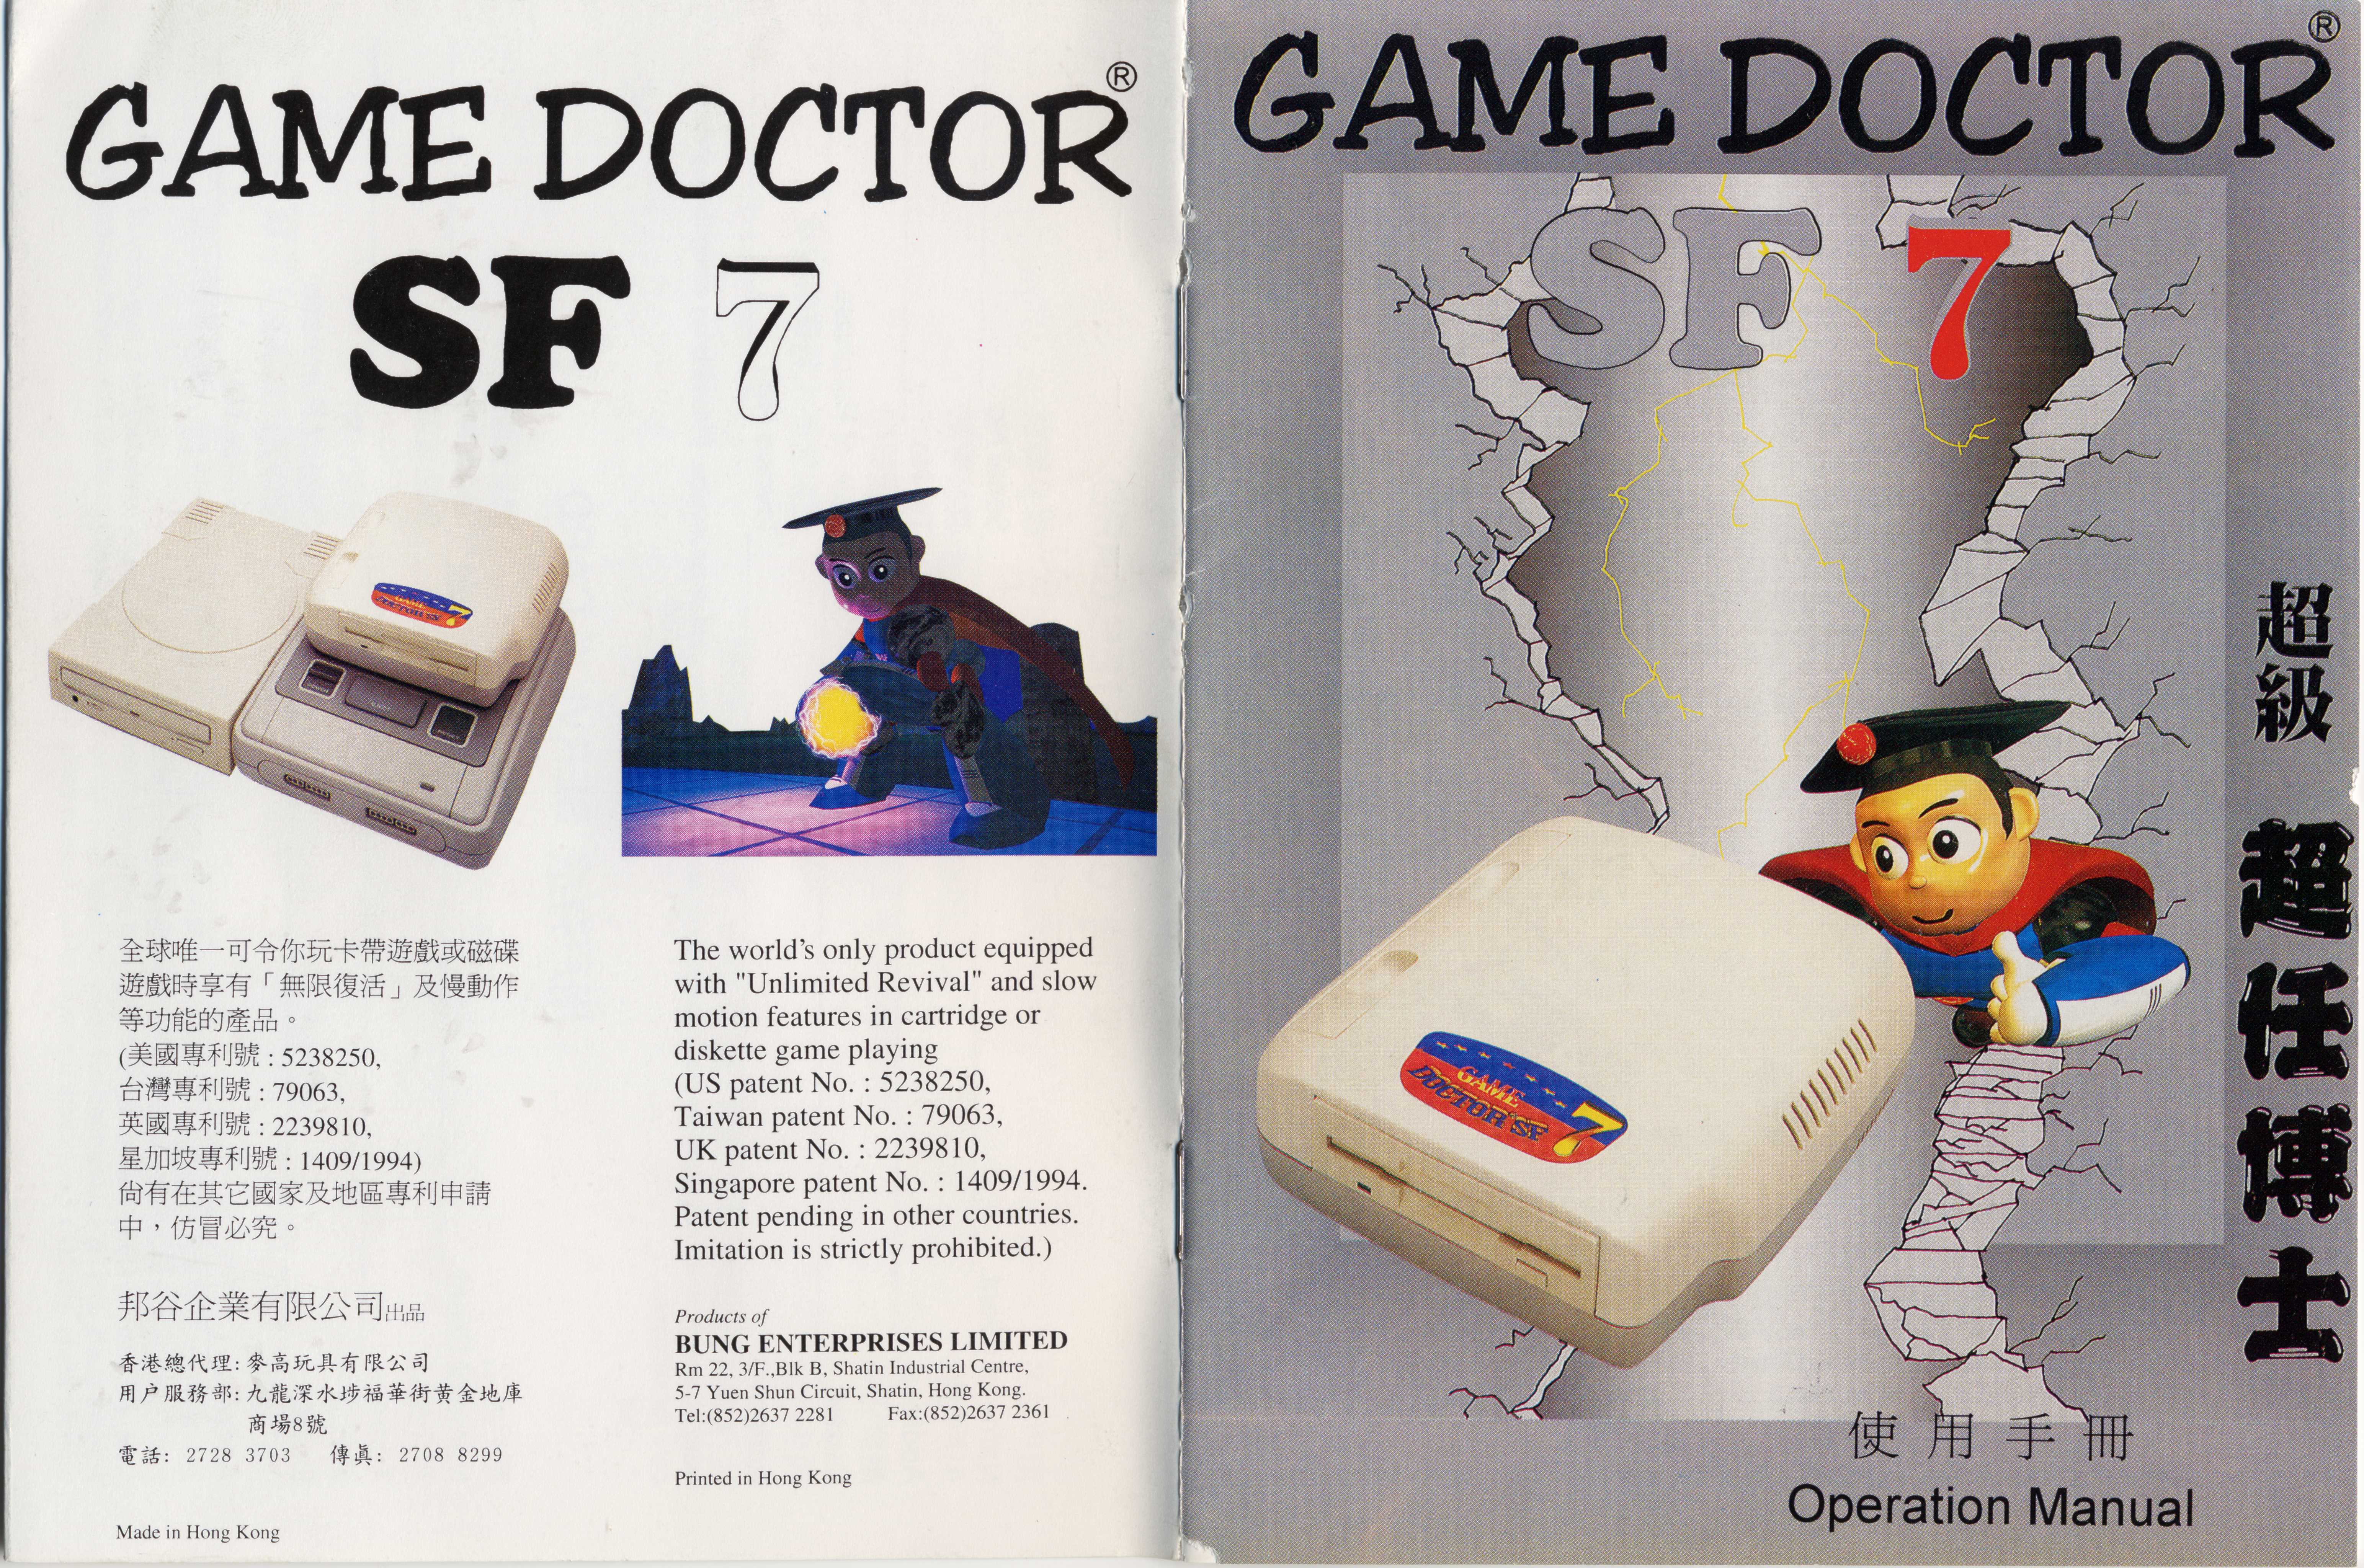 GAME DOCTOR®
SF 7
GAME
DOCTOR SF 7
全球唯一可令你玩卡帶遊戲或磁碟
遊戲時享有「無限復活」及慢動作
等功能的產品。
(美國專利號 : 5238250,
台灣專利號 : 79063,
英國專利號 : 2239810,
星加坡專利號 : 1409/1994)
尙有在其它國家及地區專利申請
中，仿冒必究。
邦谷企業有限公司出品
香港總代理: 麥高玩具有限公司
用户服務部: 九龍深水埗福華街黃金地庫
商場8號
電話: 2728 3703 傳眞: 2708 8299
Made in Hong Kong
The world's only product equipped
with "Unlimited Revival" and slow
motion features in cartridge or
diskette game playing
(US patent No. : 5238250,
Taiwan patent No. : 79063,
UK patent No. : 2239810,
Singapore patent No. : 1409/1994.
Patent pending in other countries.
Imitation is strictly prohibited.)
Products of
BUNG ENTERPRISES LIMITED
Rm 22, 3/F.,Blk B, Shatin Industrial Centre,
5-7 Yuen Shun Circuit, Shatin, Hong Kong.
Tel:(852)2637 2281 Fax:(852)2637 2361
Printed in Hong Kong
GAME DOCTOR®
SF 7
超級 超任博士
GAME
DOCTOR SF 7
使用手冊
Operation Manual